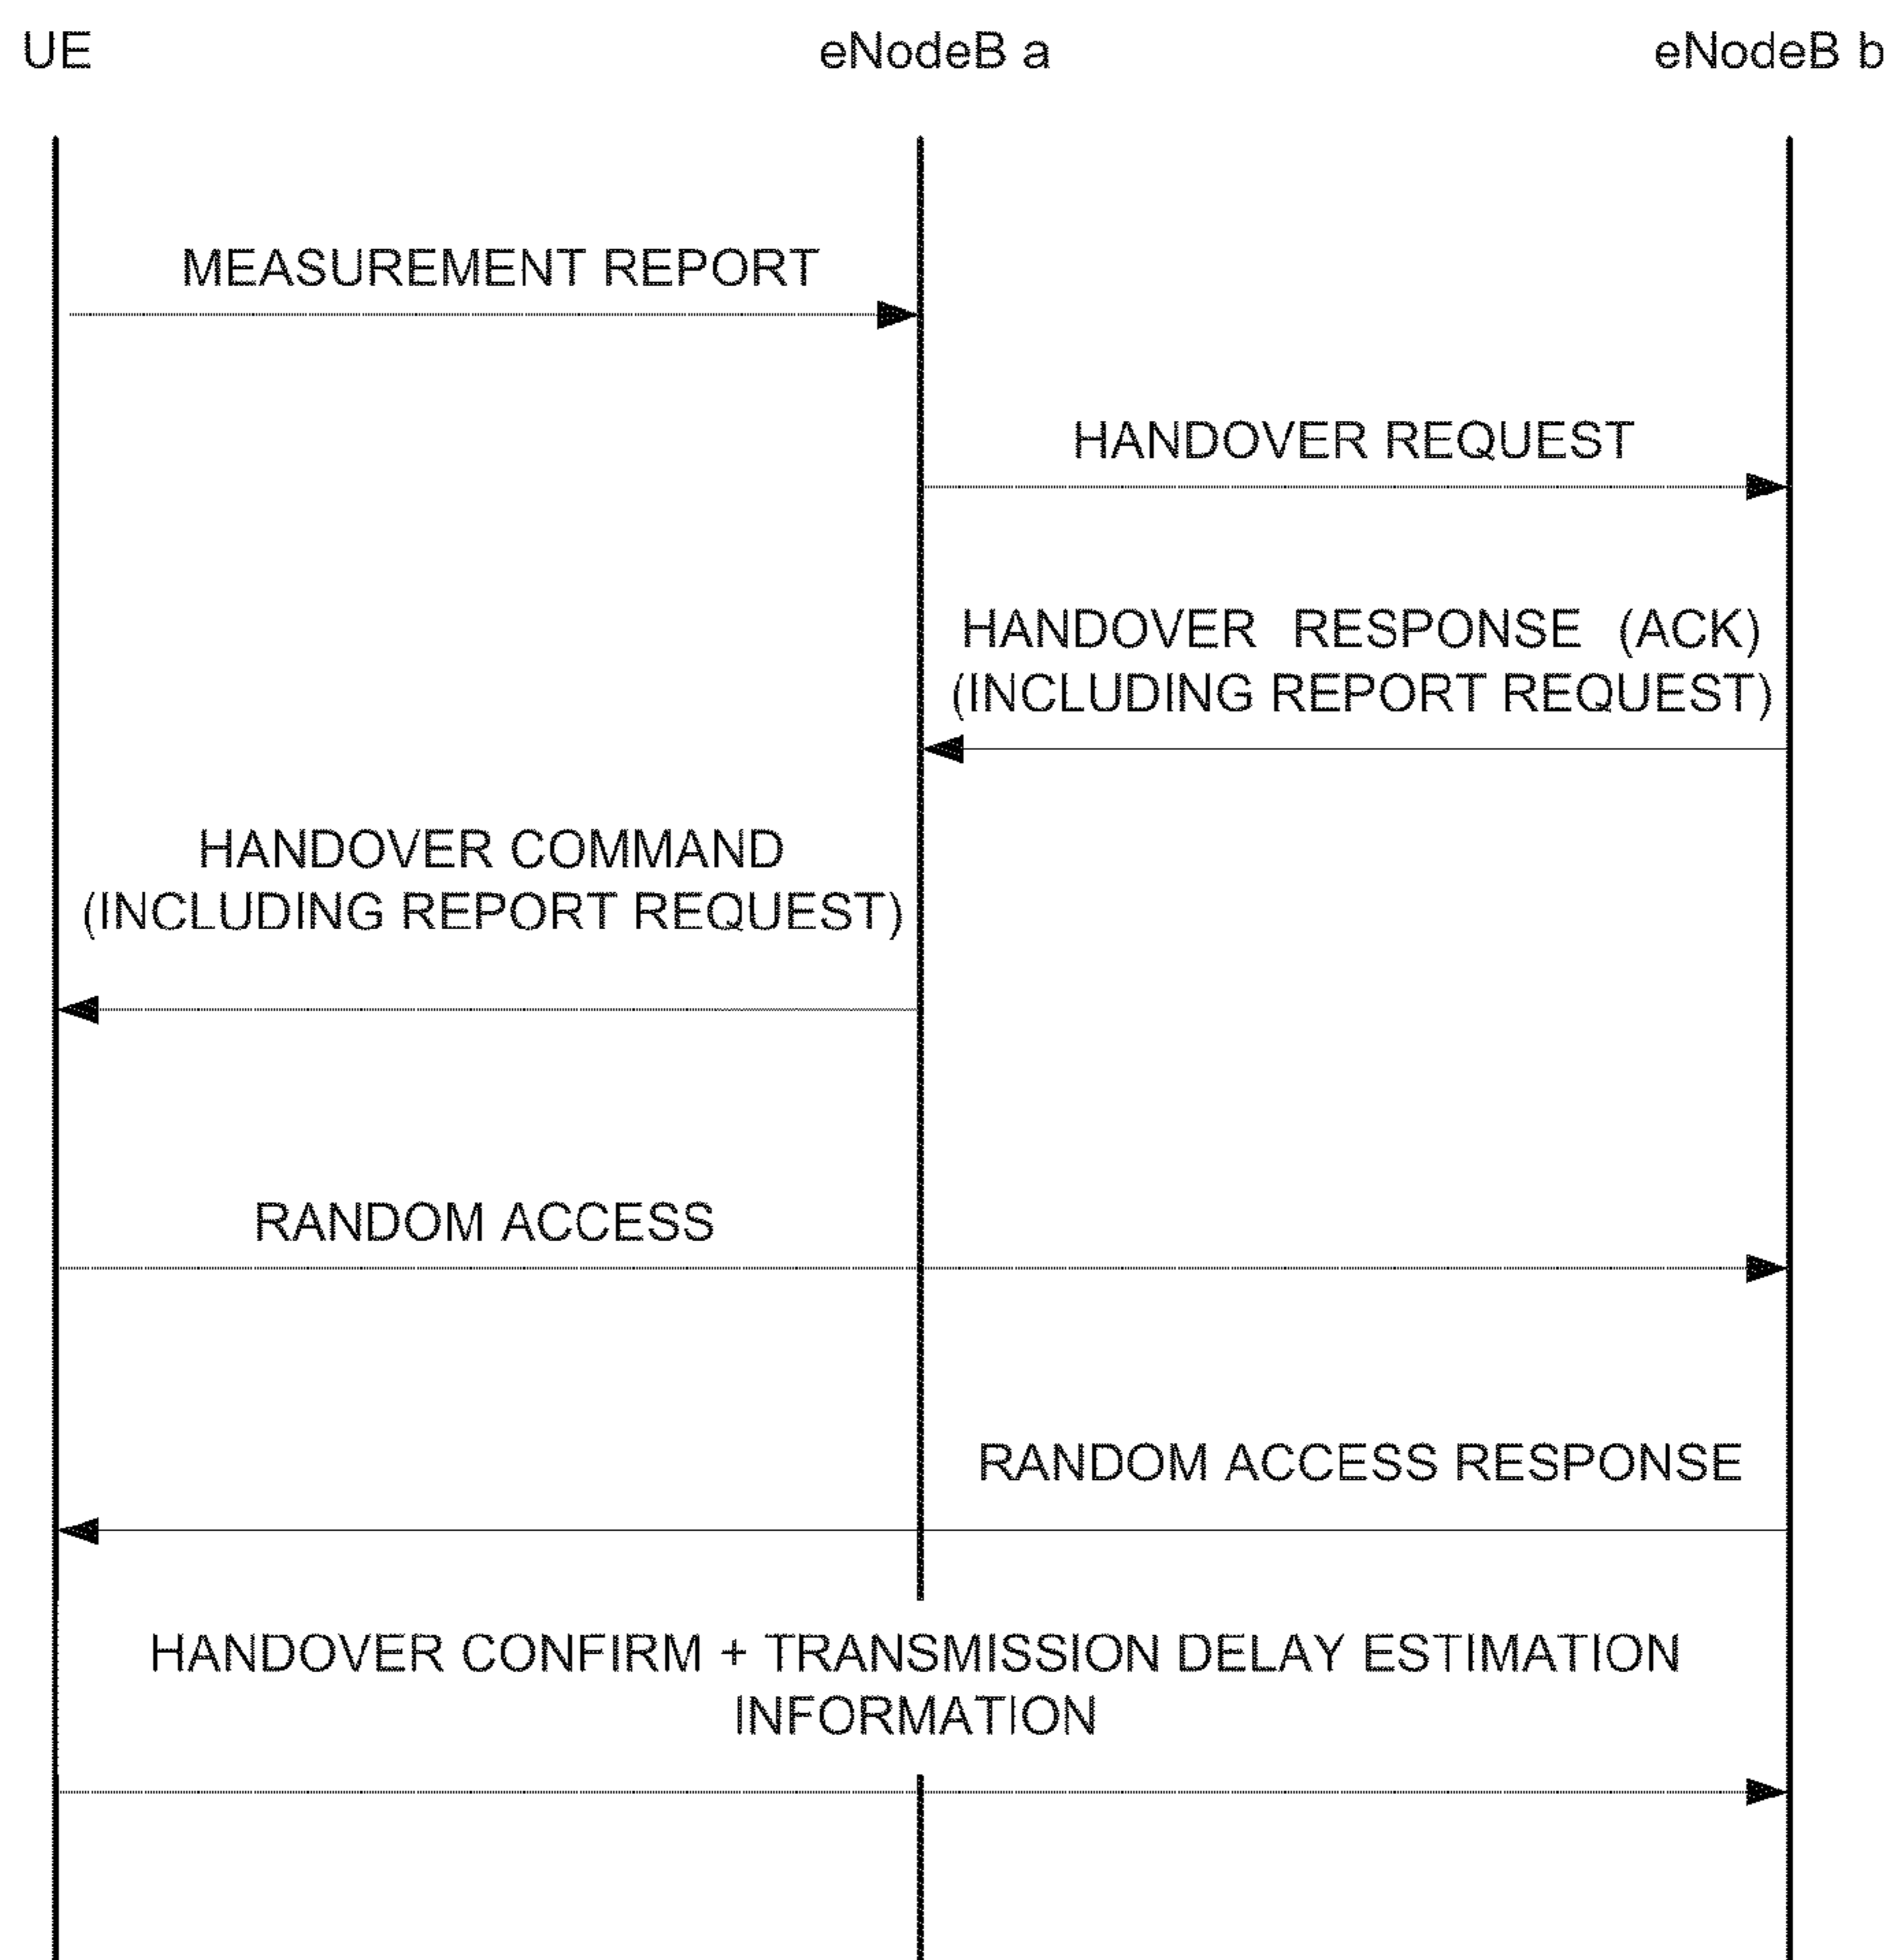 UE
eNodeB a
eNodeB b
MEASUREMENT REPORT
HANDOVER REQUEST
HANDOVER RESPONSE (ACK)
(INCLUDING REPORT REQUEST)
HANDOVER COMMAND
(INCLUDING REPORT REQUEST)
RANDOM ACCESS
RANDOM ACCESS RESPONSE
HANDOVER CONFIRM + TRANSMISSION DELAY ESTIMATION
INFORMATION